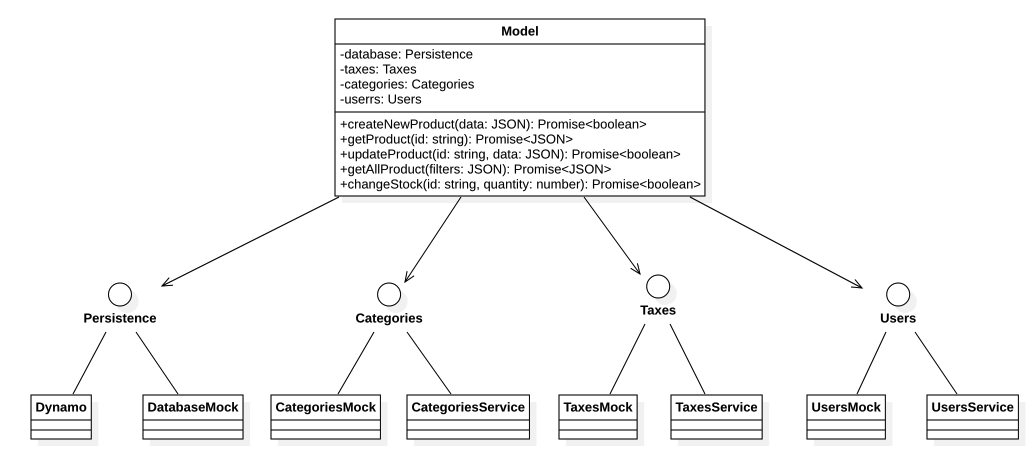 Model
-database: Persistence
-taxes: Taxes
-categories: Categories
-userrs: Users
+createNewProduct(data: JSON): Promise<boolean>
+getProduct(id: string): Promise<JSON>
+updateProduct(id: string, data: JSON): Promise<boolean>
+getAllProduct(filters: JSON): Promise<JSON>
+changeStock(id: string, quantity: number): Promise<boolean>
Persistence
Categories
Taxes
Users
Dynamo
DatabaseMock
CategoriesMock
CategoriesService
TaxesMock
TaxesService
UsersMock
UsersService